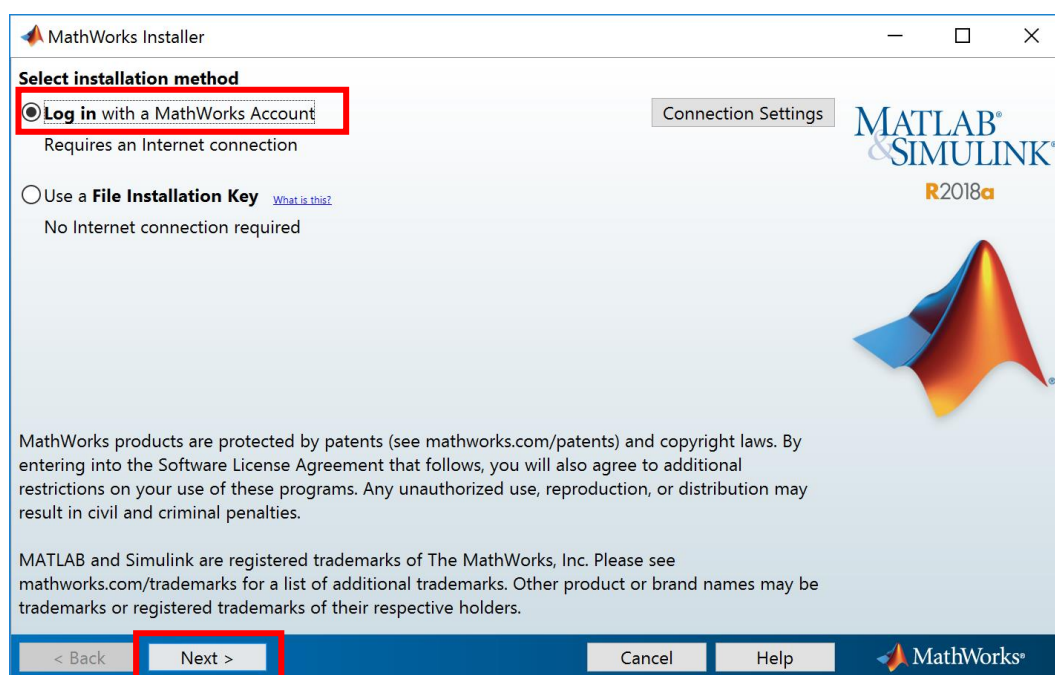 MathWorks Installer
Select installation method
Log in with a MathWorks Account
Connection Settings
Requires an Internet connection
Use a File Installation Key What is this?
No Internet connection required
MATLAB®
&SIMULINK®
R2018a
®
MathWorks products are protected by patents (see mathworks.com/patents) and copyright laws. By
entering into the Software License Agreement that follows, you will also agree to additional
restrictions on your use of these programs. Any unauthorized use, reproduction, or distribution may
result in civil and criminal penalties.
MATLAB and Simulink are registered trademarks of The MathWorks, Inc. Please see
mathworks.com/trademarks for a list of additional trademarks. Other product or brand names may be
trademarks or registered trademarks of their respective holders.
< Back Next > Cancel Help MathWorks®